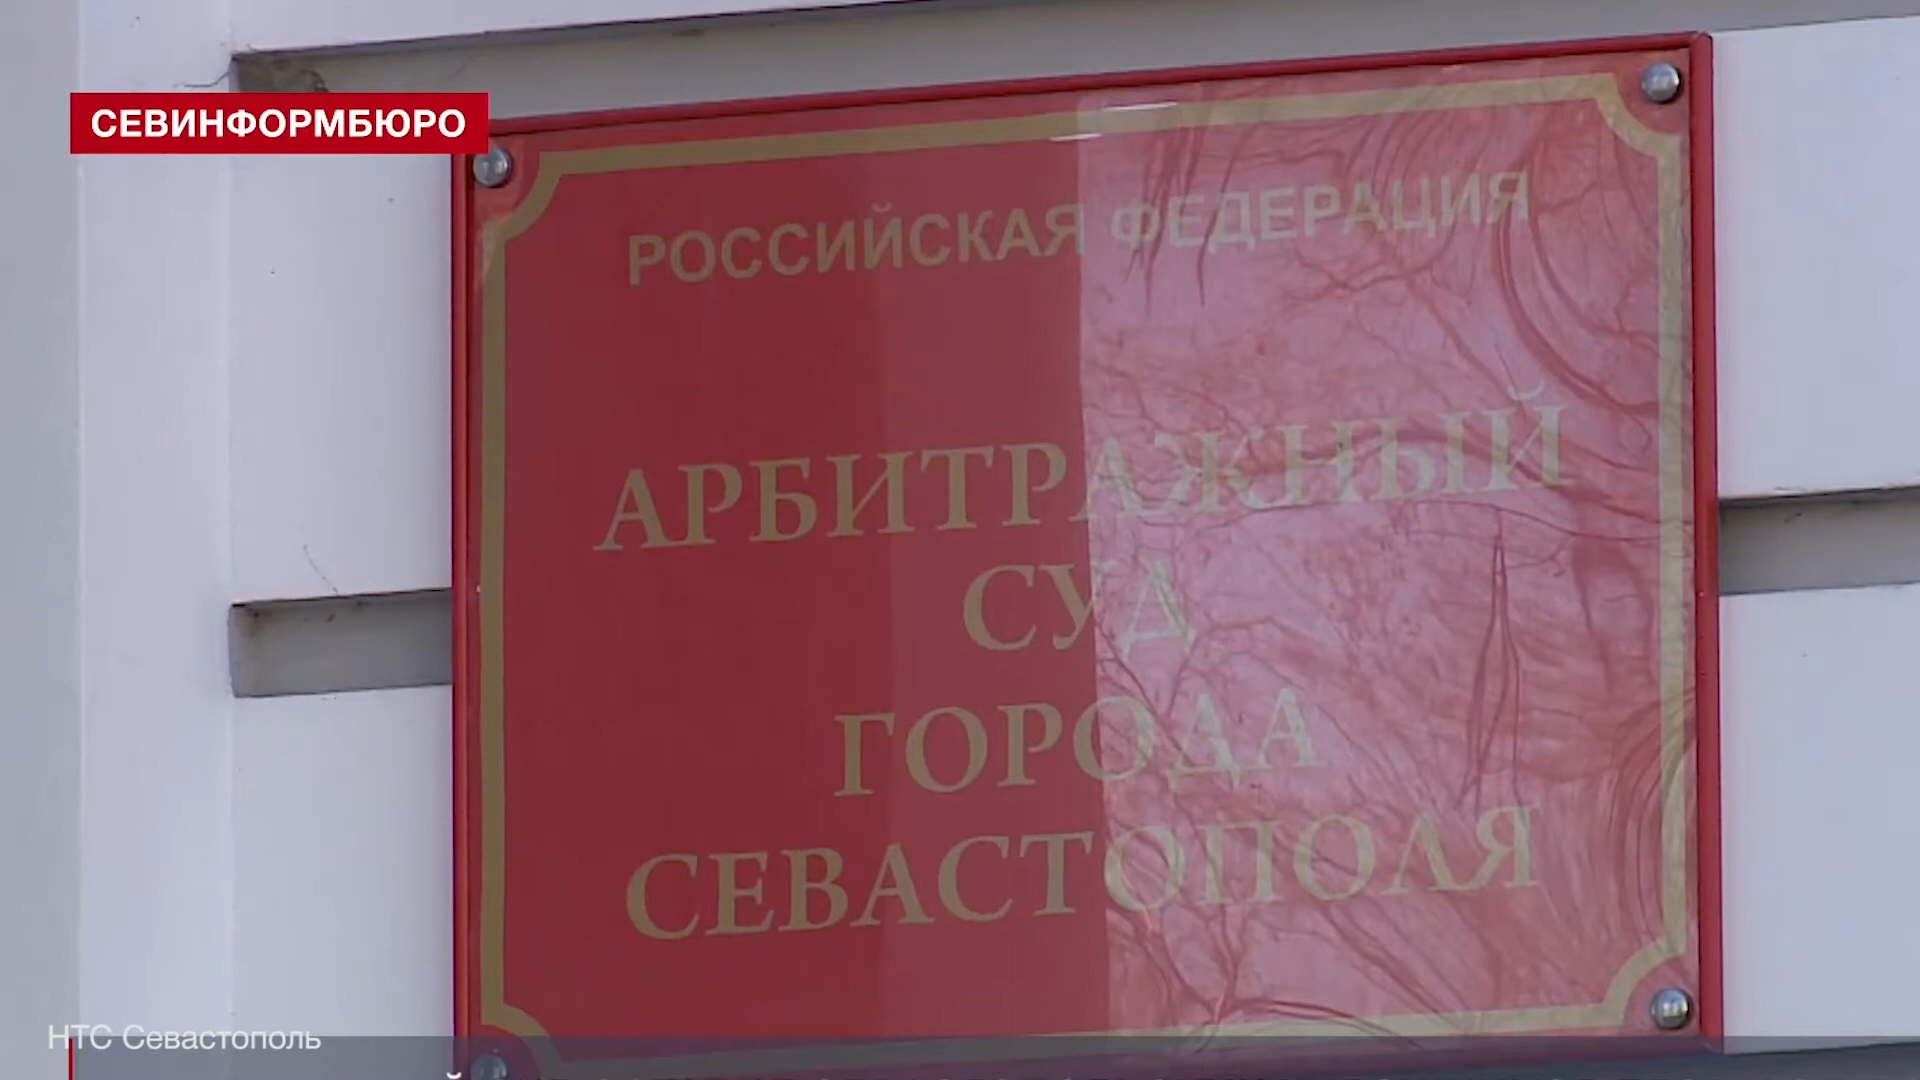 СЕВИНФОРМБЮРО
РОССИЙСКАЯ ФЕДЕРАЦИЯ
АРБИТРАЖНЫЙ
СУД
ГОРОДА
СЕВАСТОПОЛЯ
НТС Севастополь